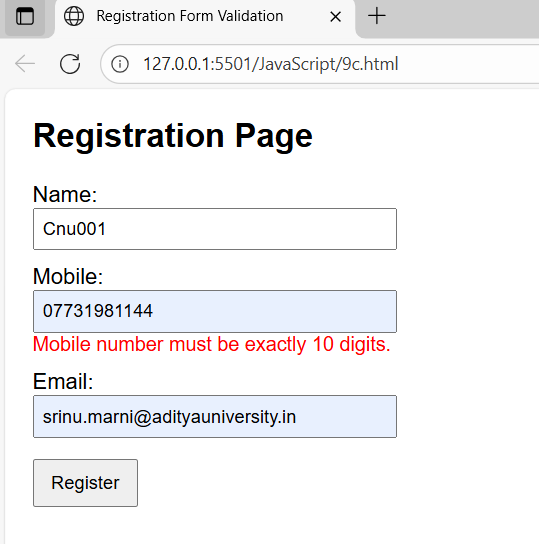 Registration Form Validation
127.0.0.1:5501/JavaScript/9c.html
Registration Page
Name:
Cnu001
Mobile:
07731981144
Mobile number must be exactly 10 digits.
Email:
srinu.marni@adityauniversity.in
Register